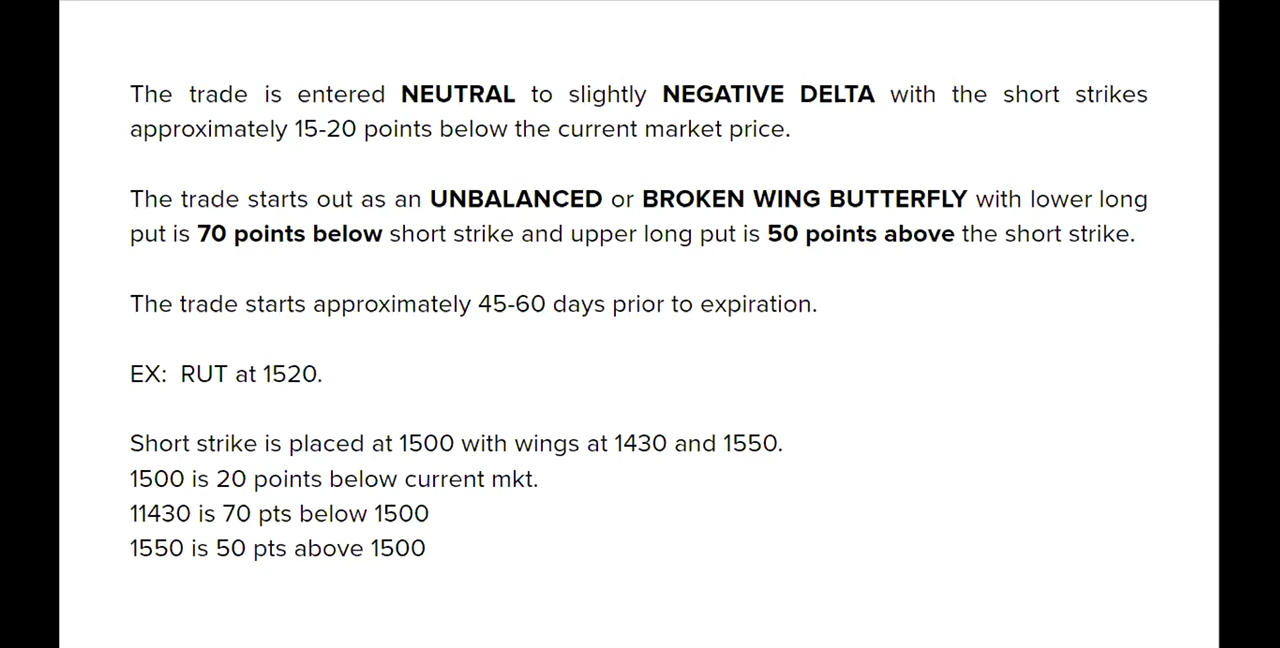 The trade is entered NEUTRAL to slightly NEGATIVE DELTA with the short strikes
approximately 15-20 points below the current market price.
The trade starts out as an UNBALANCED or BROKEN WING BUTTERFLY with lower long
put is 70 points below short strike and upper long put is 50 points above the short strike.
The trade starts approximately 45-60 days prior to expiration.
EX: RUT at 1520.
Short strike is placed at 1500 with wings at 1430 and 1550.
1500 is 20 points below current mkt.
11430 is 70 pts below 1500
1550 is 50 pts above 1500